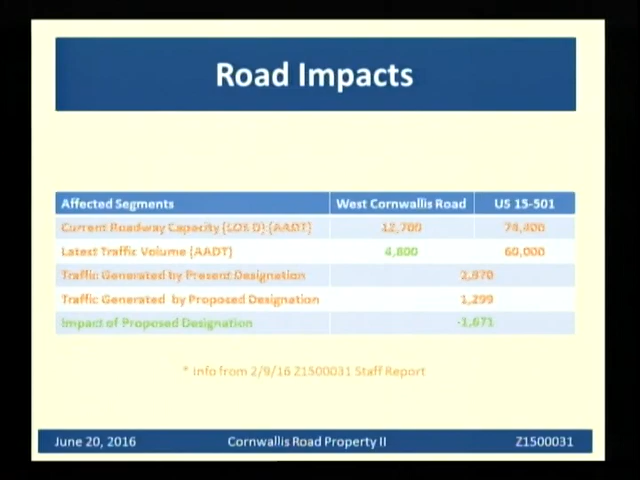 Road Impacts
Affected Segments West Cornwallis Road US 15-501
Current Roadway Capacity (LOS D) (AADT) 12,700 74,400
Latest Traffic Volume (AADT) 4,800 60,000
Traffic Generated by Present Designation 2,970
Traffic Generated by Proposed Designation 1,299
Impact of Proposed Designation -1,671
* Info from 2/9/16 Z1500031 Staff Report
June 20, 2016 Cornwallis Road Property II Z1500031